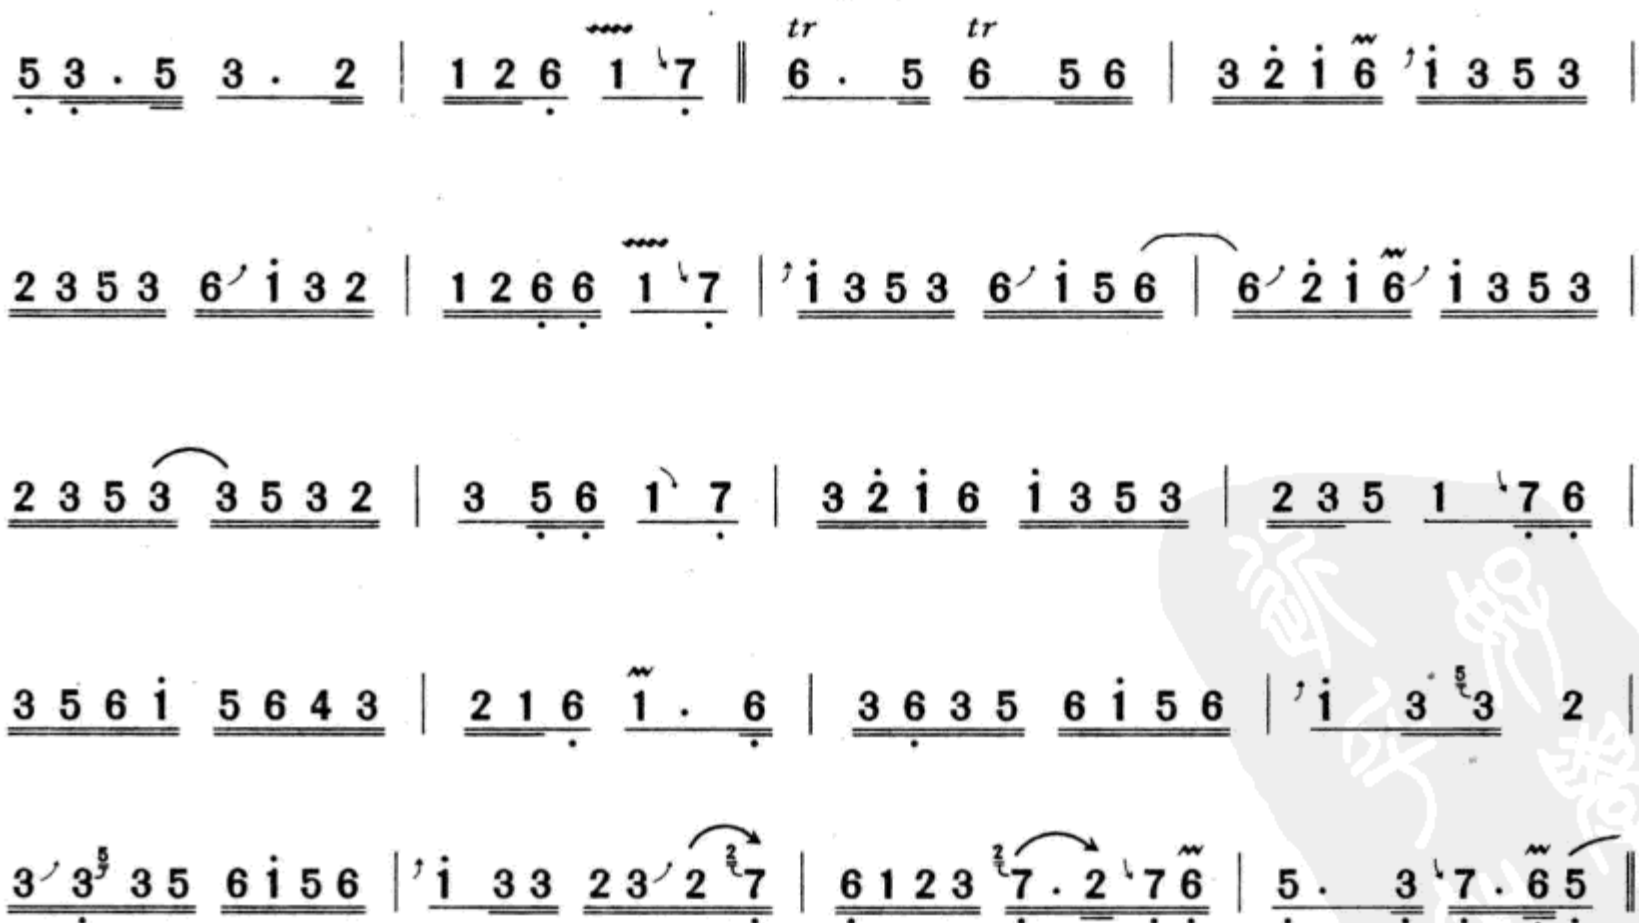 5̣ 3̣ . 5̣ 3 . 2 | 1 2 6̣ 1 7̣ ‖ tr 6 . 5 tr 6 5 6 | 3 2̇ 1̇ 6 1̇ 3 5 3 |
2 3 5 3 6 1̇ 3 2 | 1 2 6̣ 6̣ 1 7̣ | 1̇ 3 5 3 6 1̇ 5 6 | 6 2̇ 1̇ 6 1̇ 3 5 3 |
2 3 5 3 3 5 3 2 | 3 5̣ 6̣ 1 7̣ | 3 2̇ 1̇ 6 1̇ 3 5 3 | 2 3 5 1 7̣ 6̣ |
3 5 6 1̇ 5 6 4 3 | 2 1 6̣ 1 . 6̣ | 3 6̣ 3 5 6 1̇ 5 6 | 1̇ 3 5 3 2 |
3 3̣ 5 3 5 6 1̇ 5 6 | 1̇ 3 3 2 3 2 2 7̣ | 6̣ 1 2 3 2 7̣ . 2 7̣ 6̣ | 5̣ . 3̣ 7̣ . 6̣ 5̣ ‖